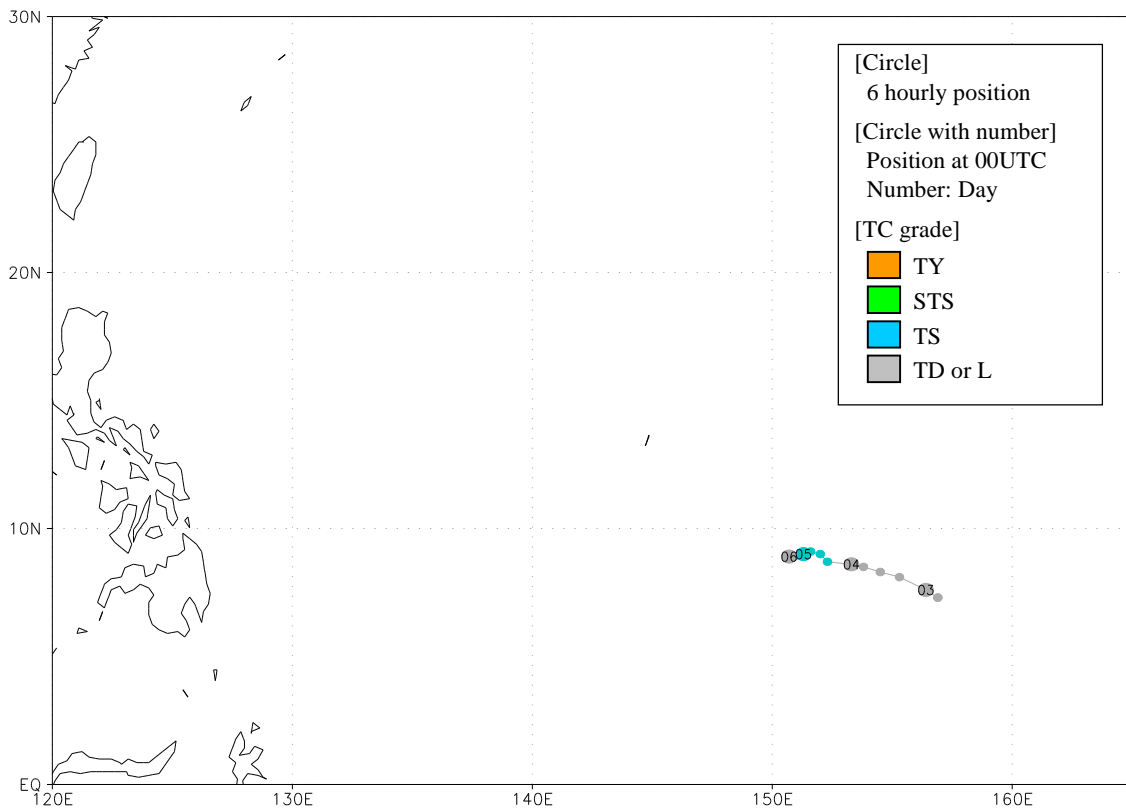 30N
[Circle]
6 hourly position
[Circle with number]
Position at 00UTC
Number: Day
[TC grade]
TY
STS
TS
TD or L
20N
10N
06 05 04 03
EQ
120E 130E 140E 150E 160E